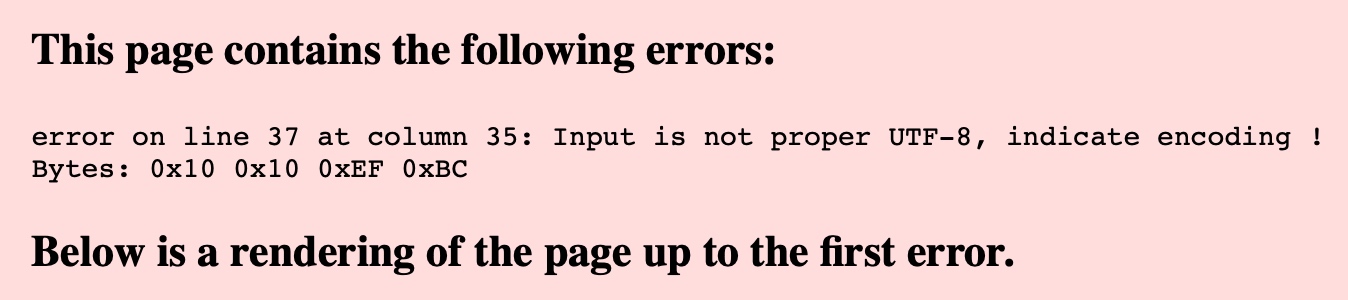 This page contains the following errors:
error on line 37 at column 35: Input is not proper UTF-8, indicate encoding !
Bytes: 0x10 0x10 0xEF 0xBC
Below is a rendering of the page up to the first error.